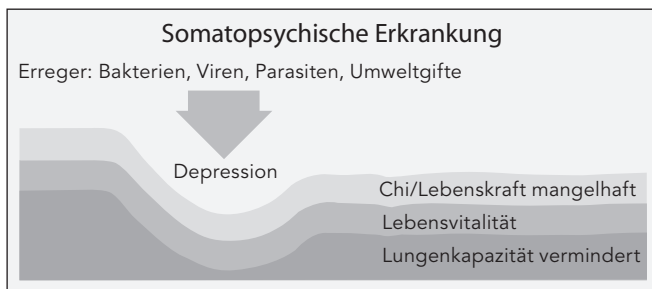 Somatopsychische Erkrankung
Erreger: Bakterien, Viren, Parasiten, Umweltgifte
Depression
Chi/Lebenskraft mangelhaft
Lebensvitalität
Lungenkapazität vermindert